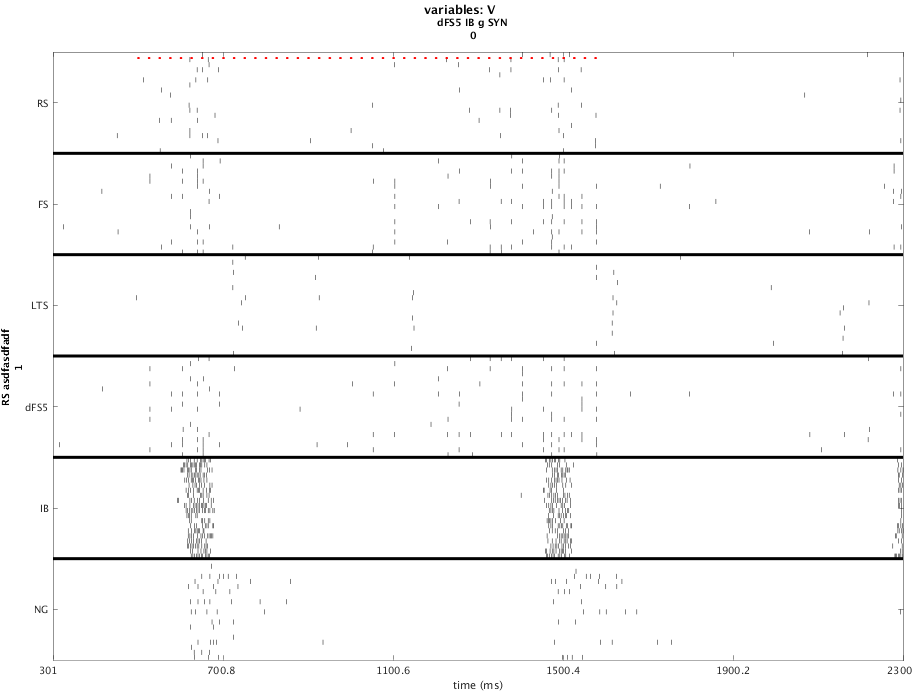 variables: V
dFS5 IB g SYN
0
RS
FS
LTS
dFS5
IB
NG
RS asdfasdfadf
1
301
700.8
1100.6
1500.4
1900.2
2300
time (ms)